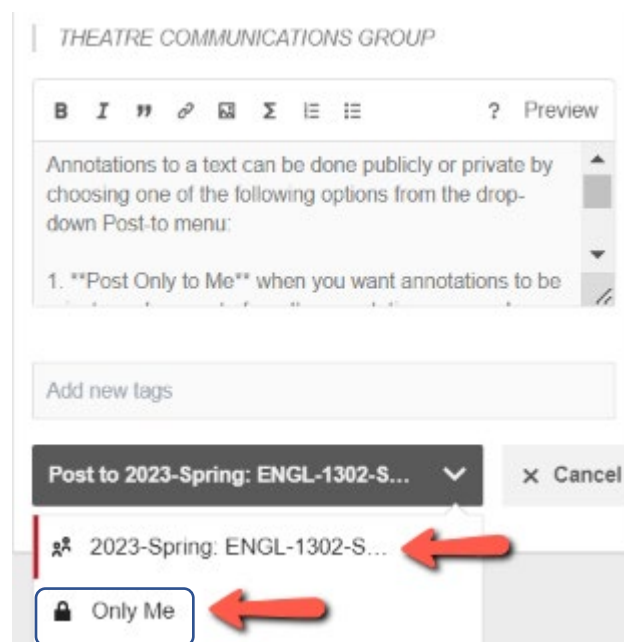 THEATRE COMMUNICATIONS GROUP
B I " Σ ? Preview
Annotations to a text can be done publicly or private by
choosing one of the following options from the drop-
down Post-to menu:
1. **Post Only to Me** when you want annotations to be
Add new tags
Post to 2023-Spring: ENGL-1302-S... × Cancel
2023-Spring: ENGL-1302-S...
Only Me